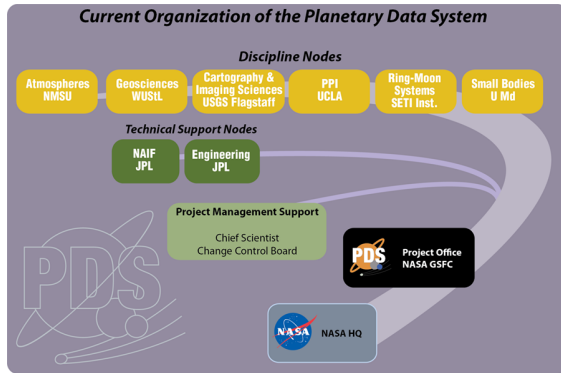 Current Organization of the Planetary Data System
Discipline Nodes
Atmospheres
NMSU
Geosciences
WUStL
Cartography &
Imaging Sciences
USGS Flagstaff
PPI
UCLA
Ring-Moon
Systems
SETI Inst.
Small Bodies
U Md
Technical Support Nodes
NAIF
JPL
Engineering
JPL
Project Management Support
Chief Scientist
Change Control Board
PDS
PDS
Project Office
NASA GSFC
NASA
NASA HQ